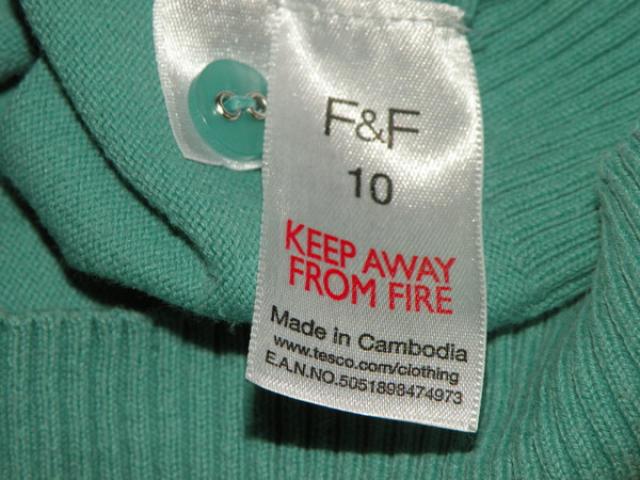 F&F
10
KEEP AWAY
FROM FIRE
Made in Cambodia
www.tesco.com/clothing
E.A.N.NO.5051898474973